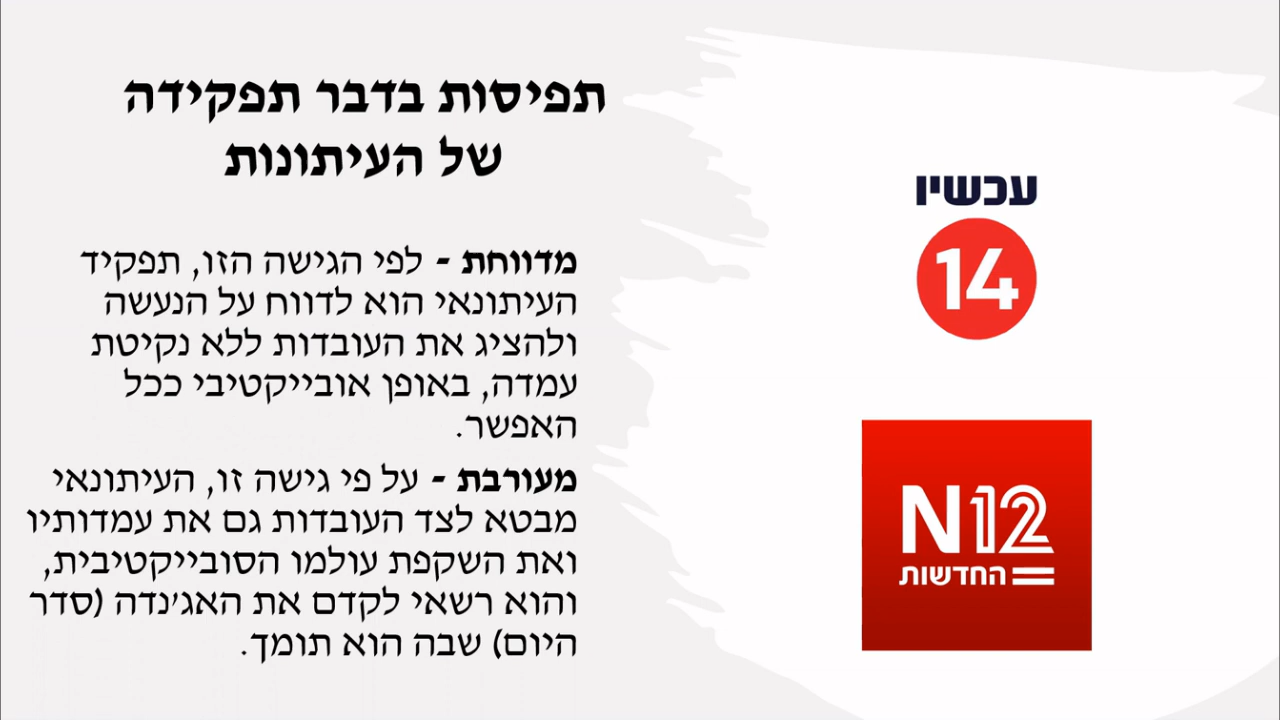 תפיסות בדבר תפקידה
של העיתונות
מדווחת - לפי הגישה הזו, תפקיד
העיתונאי הוא לדווח על הנעשה
ולהציג את העובדות ללא נקיטת
עמדה, באופן אובייקטיבי ככל
האפשר.
מעורבת - על פי גישה זו, העיתונאי
מבטא לצד העובדות גם את עמדותיו
ואת השקפת עולמו הסובייקטיבית,
והוא רשאי לקדם את האג'נדה (סדר
היום) שבה הוא תומך.
עכשיו
14
N12
החדשות